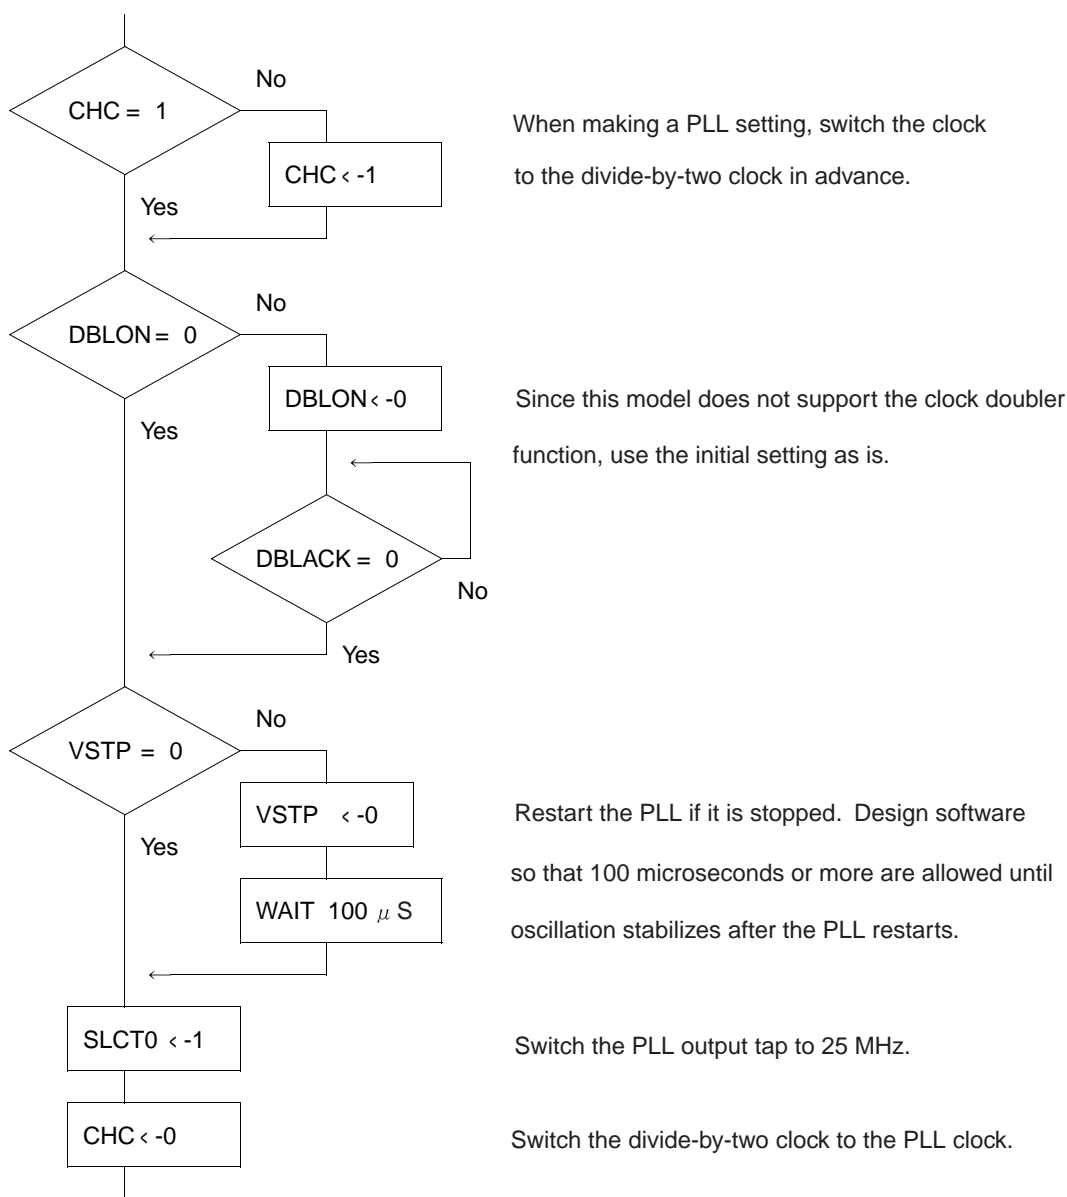 No
CHC = 1
When making a PLL setting, switch the clock
CHC < -1
to the divide-by-two clock in advance.
Yes
No
DBLON = 0
DBLON < -0
Since this model does not support the clock doubler
Yes
function, use the initial setting as is.
DBLACK = 0
No
Yes
No
VSTP = 0
VSTP < -0
Restart the PLL if it is stopped. Design software
Yes
so that 100 microseconds or more are allowed until
WAIT 100 μ S
oscillation stabilizes after the PLL restarts.
SLCT0 < -1
Switch the PLL output tap to 25 MHz.
CHC < -0
Switch the divide-by-two clock to the PLL clock.